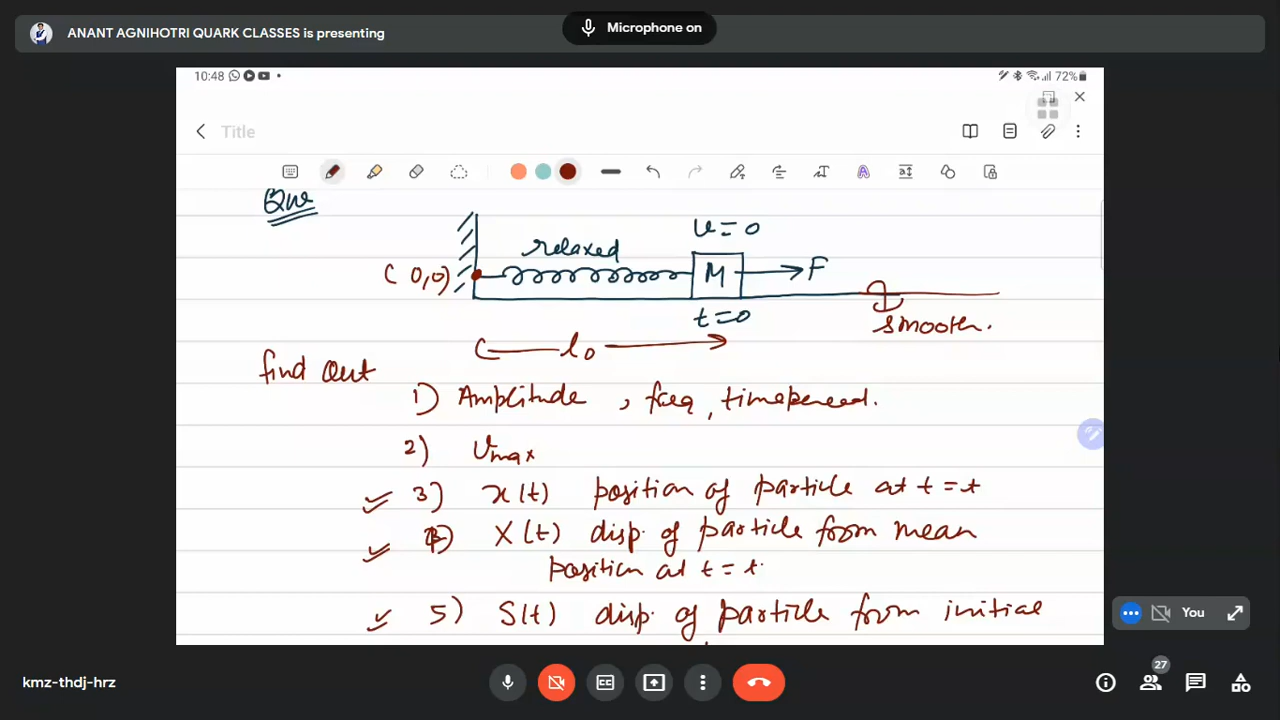 ANANT AGNIHOTRI QUARK CLASSES is presenting
Microphone on
10:48
72%
Title
Que
relaxed
u = 0
(0,0)
M
F
t=0
smooth.
l0
find out
1) Amplitude, freq, timepereod.
2) Vmax
3) x(t) position of particle at t = t
X(t) disp. of particle from mean
position at t = t
5) S(t) disp. of particle from initial
You
kmz-thdj-hrz
27